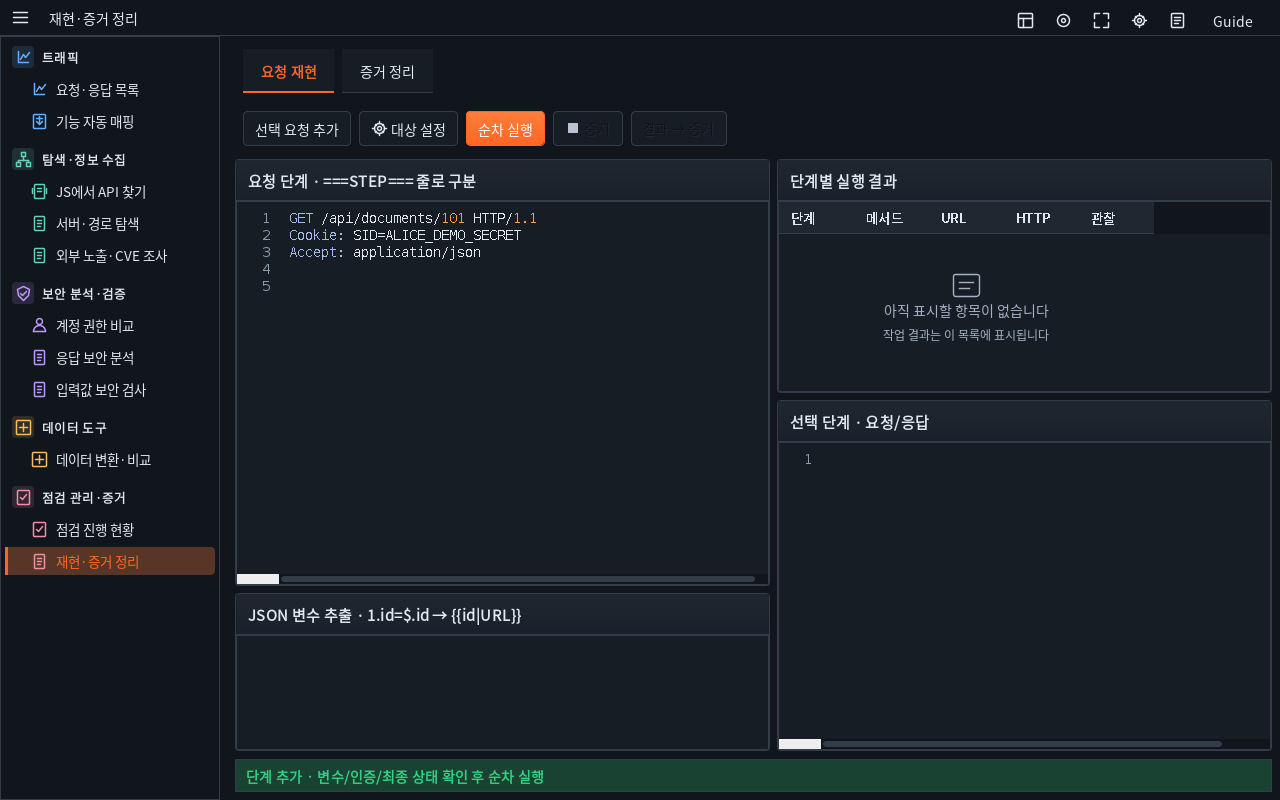 재현·증거 정리
Guide
트래픽
요청·응답 목록
기능 자동 매핑
탐색·정보 수집
JS에서 API 찾기
서버·경로 탐색
외부 노출·CVE 조사
보안 분석·검증
계정 권한 비교
응답 보안 분석
입력값 보안 검사
데이터 도구
데이터 변환·비교
점검 관리·증거
점검 진행 현황
재현·증거 정리
요청 재현
증거 정리
선택 요청 추가
대상 설정
순차 실행
중지
결과 → 증거
요청 단계 · ===STEP=== 줄로 구분
1 GET /api/documents/101 HTTP/1.1
2 Cookie: SID=ALICE_DEMO_SECRET
3 Accept: application/json
4
5
JSON 변수 추출 · 1.id=$.id → {{id|URL}}
단계별 실행 결과
단계 메서드 URL HTTP 관찰
아직 표시할 항목이 없습니다
작업 결과는 이 목록에 표시됩니다
선택 단계 · 요청/응답
1
단계 추가 · 변수/인증/최종 상태 확인 후 순차 실행